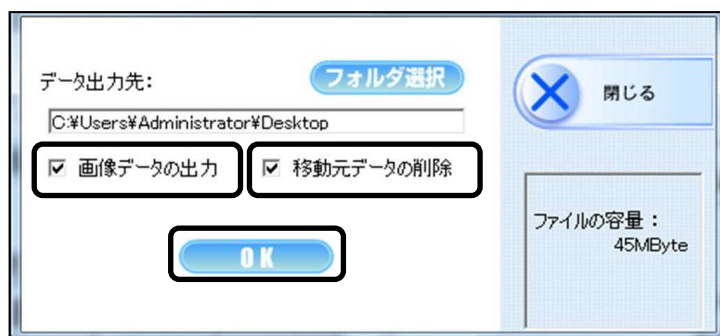 データ出力先:
フォルダ選択
C:¥Users¥Administrator¥Desktop
画像データの出力
移動元データの削除
OK
閉じる
ファイルの容量:
45MByte